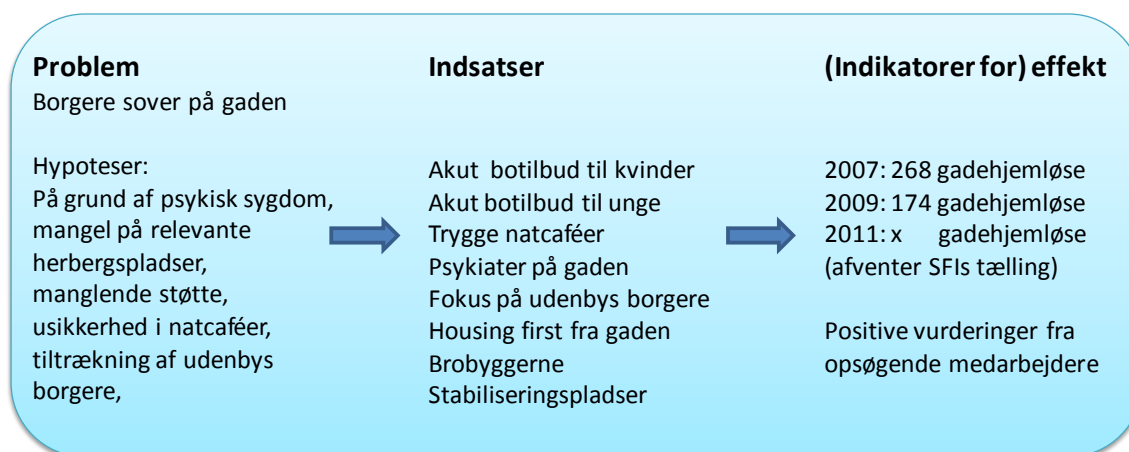 Problem
Borgere sover på gaden
Hypoteser:
På grund af psykisk sygdom,
mangel på relevante
herbergspladser,
manglende støtte,
usikkerhed i natcaféer,
tiltrækning af udenbys
borgere,
Indsatser
Akut botilbud til kvinder
Akut botilbud til unge
Trygge natcaféer
Psykiater på gaden
Fokus på udenbys borgere
Housing first fra gaden
Brobyggerne
Stabiliseringspladser
(Indikatorer for) effekt
2007: 268 gadehjemløse
2009: 174 gadehjemløse
2011: x gadehjemløse
(afventer SFIs tælling)
Positive vurderinger fra
opsøgende medarbejdere